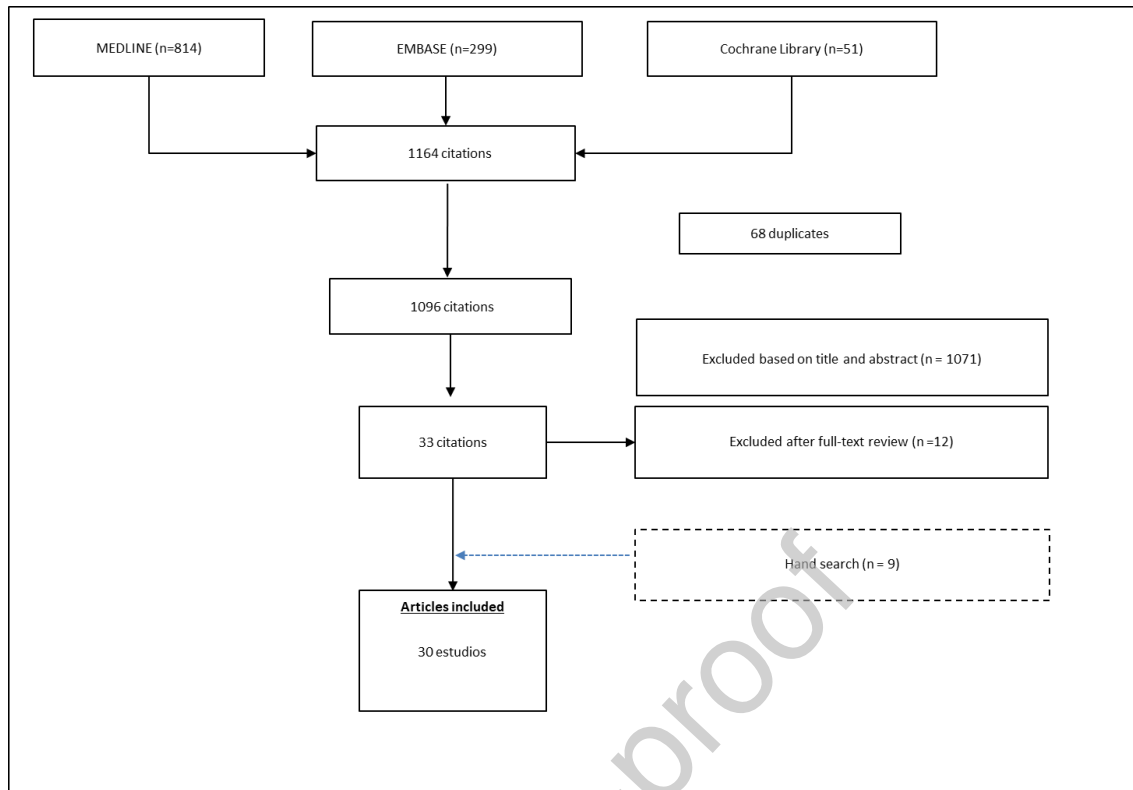 MEDLINE (n=814)
EMBASE (n=299)
Cochrane Library (n=51)
1164 citations
68 duplicates
1096 citations
Excluded based on title and abstract (n = 1071)
33 citations
Excluded after full-text review (n =12)
Hand search (n = 9)
Articles included
30 estudios
proof